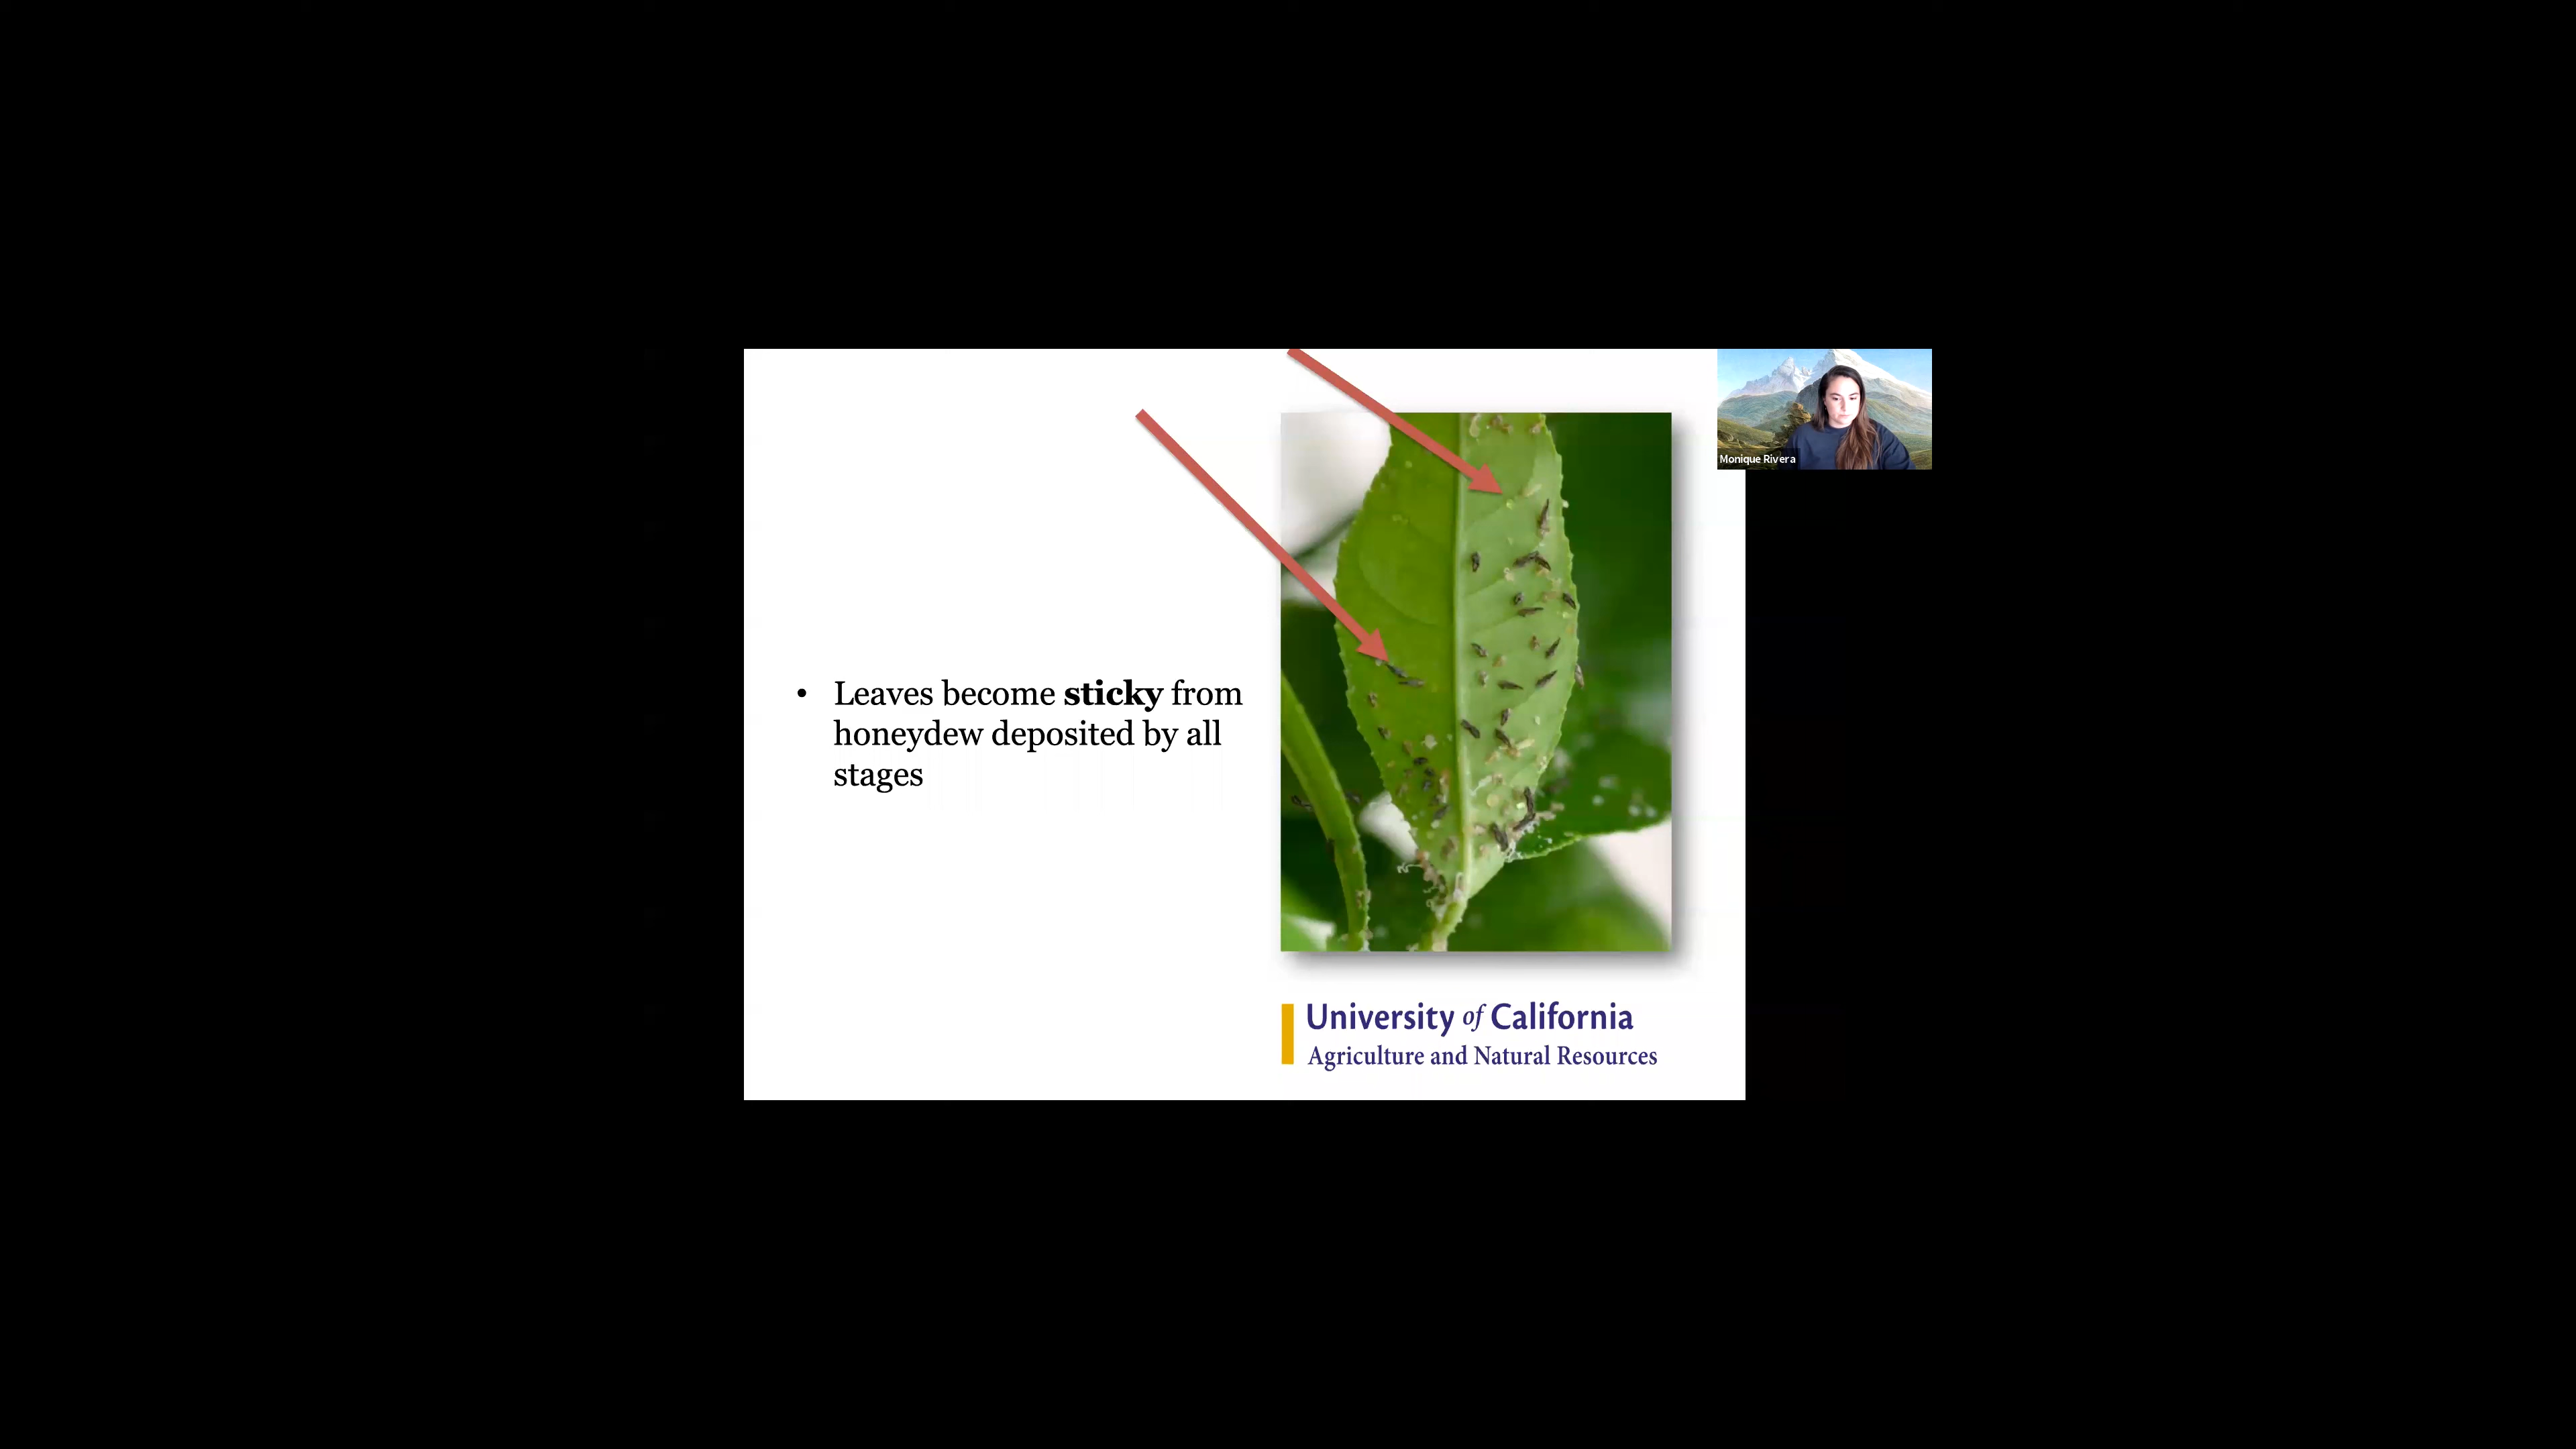 Monique Rivera
• Leaves become sticky from
honeydew deposited by all
stages
University of California
Agriculture and Natural Resources